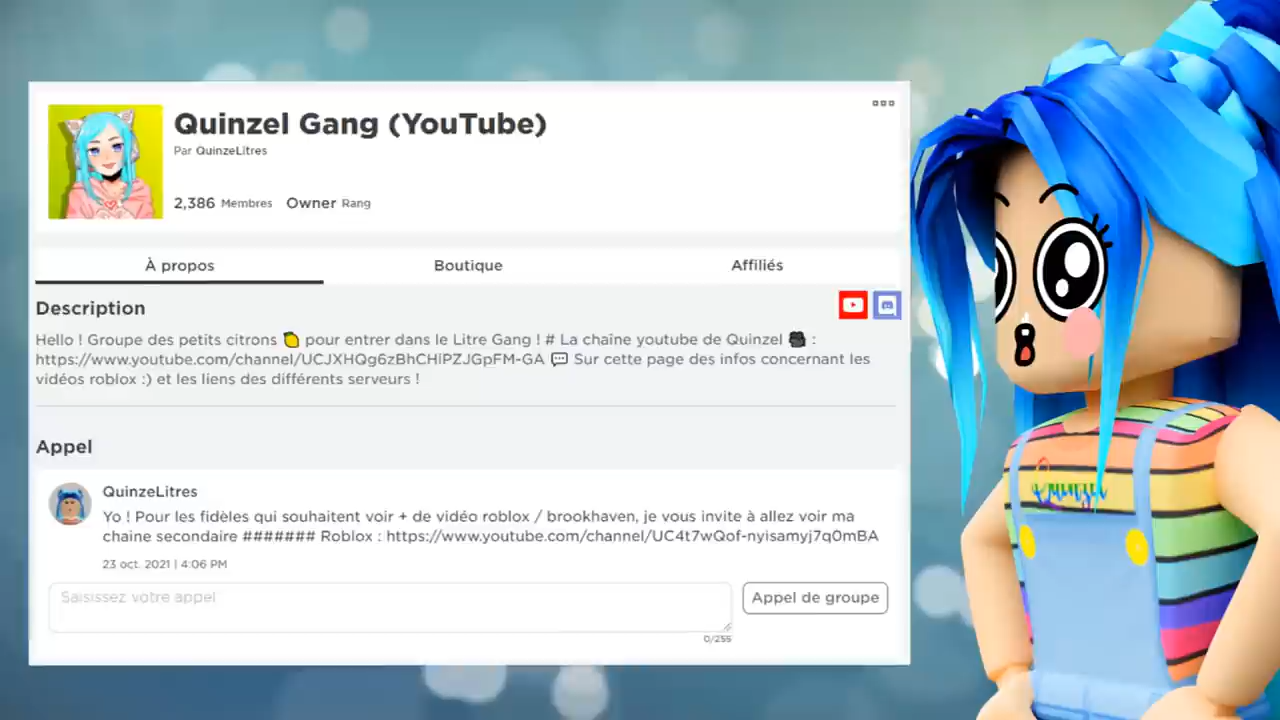 Quinzel Gang (YouTube)
Par QuinzeLitres
2,386 Membres Owner Rang
À propos
Boutique
Affiliés
Description
Hello ! Groupe des petits citrons 🍋 pour entrer dans le Litre Gang ! # La chaîne youtube de Quinzel 🎥 :
https://www.youtube.com/channel/UCJXHQg6zBhCHiPZJGpFM-GA 💬 Sur cette page des infos concernant les
vidéos roblox :) et les liens des différents serveurs !
Appel
QuinzeLitres
Yo ! Pour les fidèles qui souhaitent voir + de vidéo roblox / brookhaven, je vous invite à allez voir ma
chaine secondaire ####### Roblox : https://www.youtube.com/channel/UC4t7wQof-nyisamyj7q0mBA
23 oct. 2021 | 4:06 PM
Saisissez votre appel
Appel de groupe
0/255
Quinzel